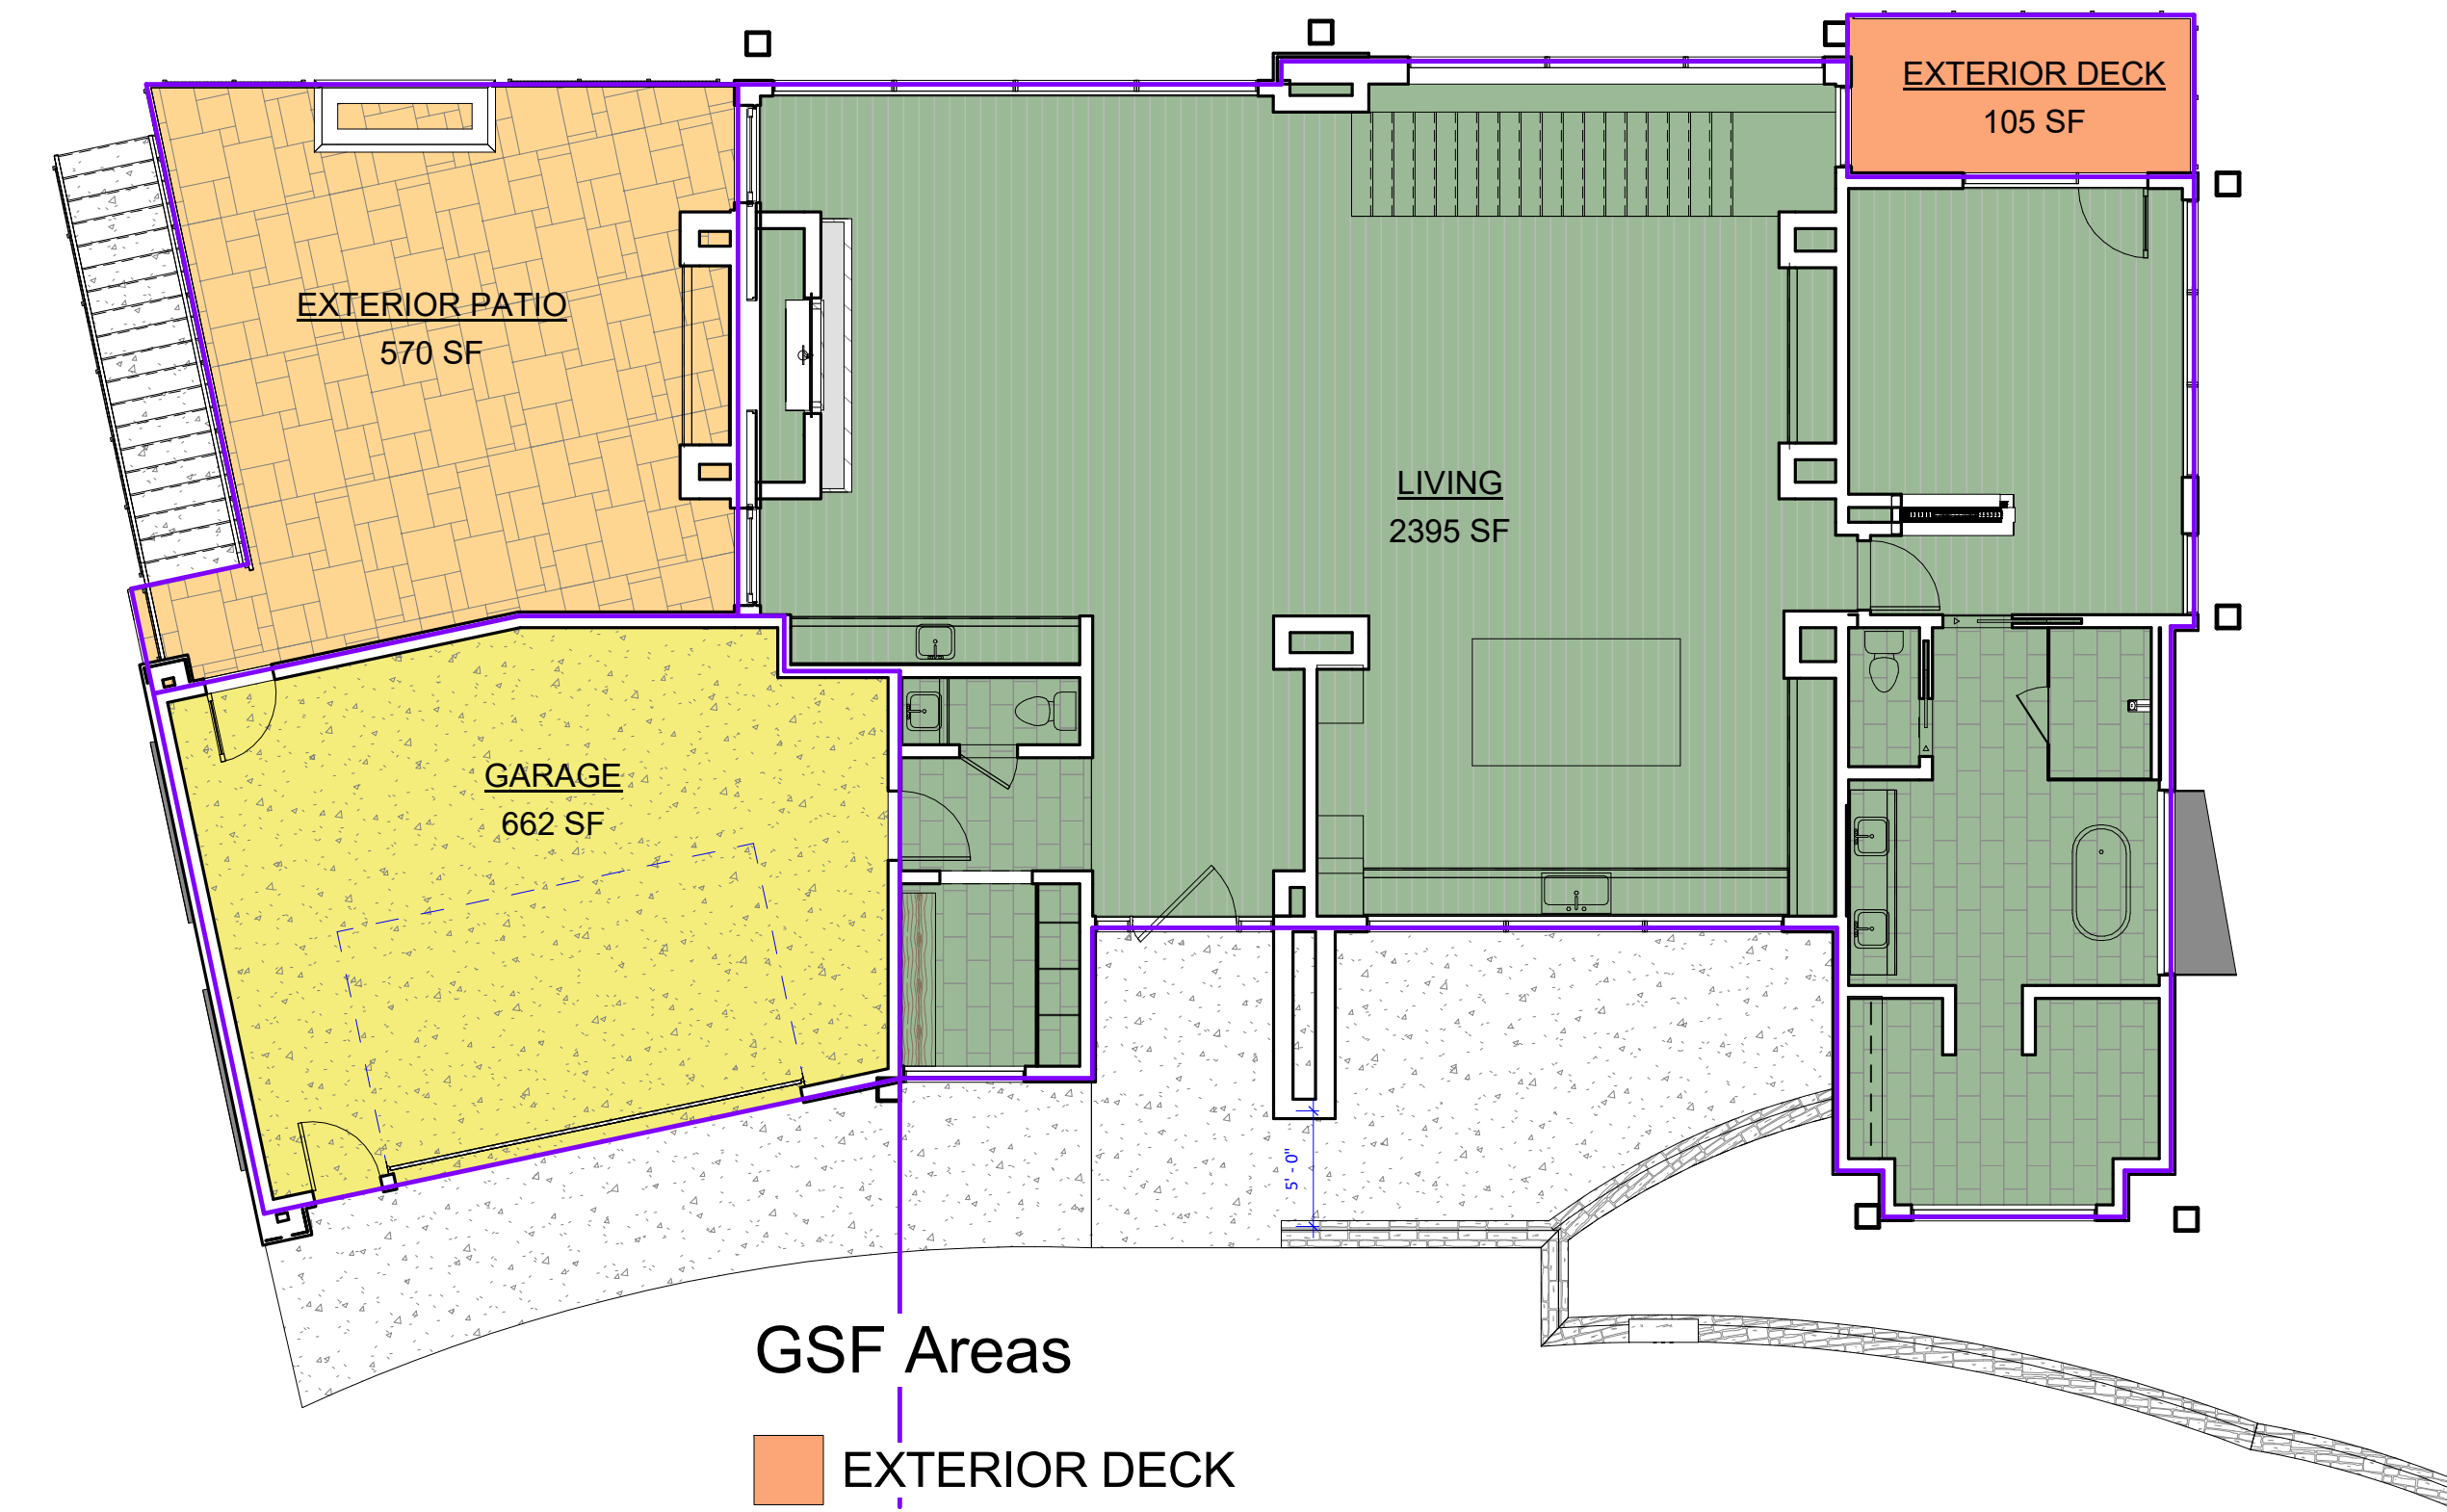 EXTERIOR DECK
105 SF
EXTERIOR PATIO
570 SF
LIVING
2395 SF
GARAGE
662 SF
5' - 0"
GSF Areas
EXTERIOR DECK